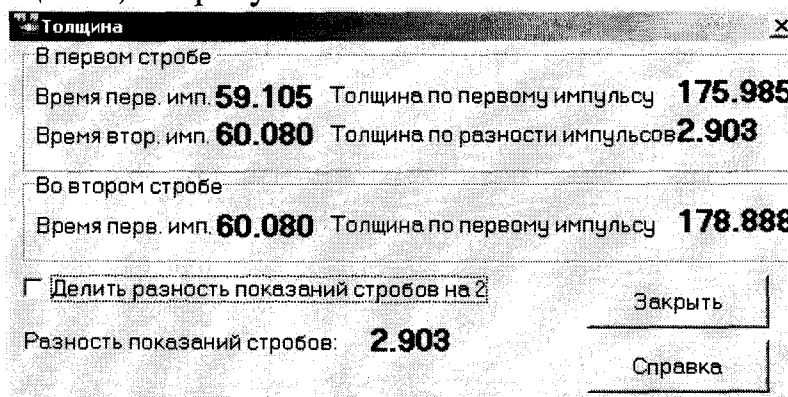 Толщина
В первом стробе
Время перв. имп. 59.105 Толщина по первому импульсу 175.985
Время втор. имп. 60.080 Толщина по разности импульсов 2.903
Во втором стробе
Время перв. имп. 60.080 Толщина по первому импульсу 178.888
Делить разность показаний стробов на 2
Закрыть
Разность показаний стробов: 2.903
Справка